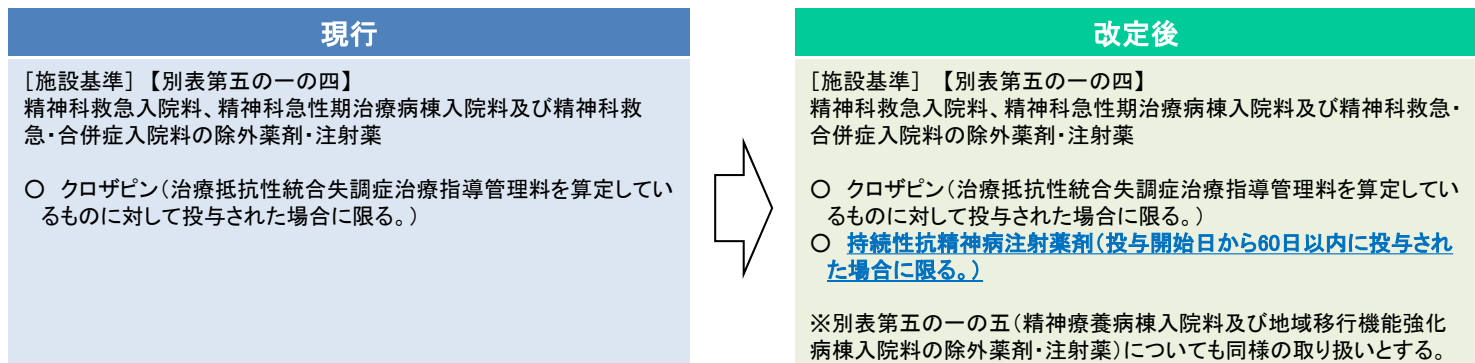 現行
[施設基準]【別表第五の一の四】
精神科救急入院料、精神科急性期治療病棟入院料及び精神科救
急・合併症入院料の除外薬剤・注射薬
○ クロザピン(治療抵抗性統合失調症治療指導管理料を算定してい
るものに対して投与された場合に限る。)
改定後
[施設基準] 【別表第五の一の四】
精神科救急入院料、精神科急性期治療病棟入院料及び精神科救急・
合併症入院料の除外薬剤・注射薬
○ クロザピン(治療抵抗性統合失調症治療指導管理料を算定してい
るものに対して投与された場合に限る。)
○ 持続性抗精神病注射薬剤(投与開始日から60日以内に投与され
た場合に限る。)
※別表第五の一の五(精神療養病棟入院料及び地域移行機能強化
病棟入院料の除外薬剤・注射薬)についても同様の取り扱いとする。